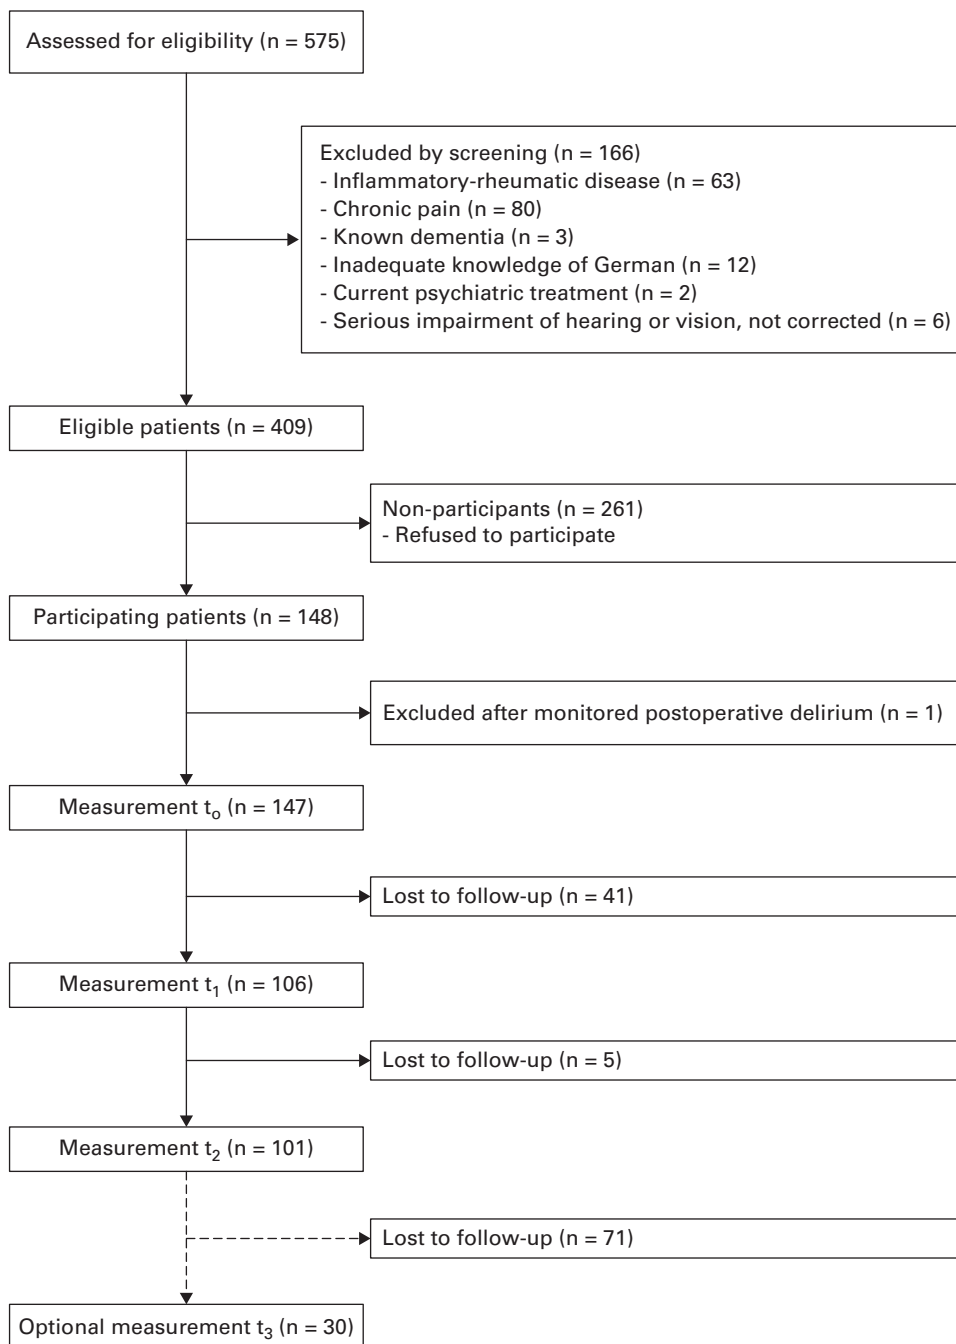 Assessed for eligibility (n = 575)
Excluded by screening (n = 166)
- Inflammatory-rheumatic disease (n = 63)
- Chronic pain (n = 80)
- Known dementia (n = 3)
- Inadequate knowledge of German (n = 12)
- Current psychiatric treatment (n = 2)
- Serious impairment of hearing or vision, not corrected (n = 6)
Eligible patients (n = 409)
Non-participants (n = 261)
- Refused to participate
Participating patients (n = 148)
Excluded after monitored postoperative delirium (n = 1)
Measurement tₒ (n = 147)
Lost to follow-up (n = 41)
Measurement t₁ (n = 106)
Lost to follow-up (n = 5)
Measurement t₂ (n = 101)
Lost to follow-up (n = 71)
Optional measurement t₃ (n = 30)